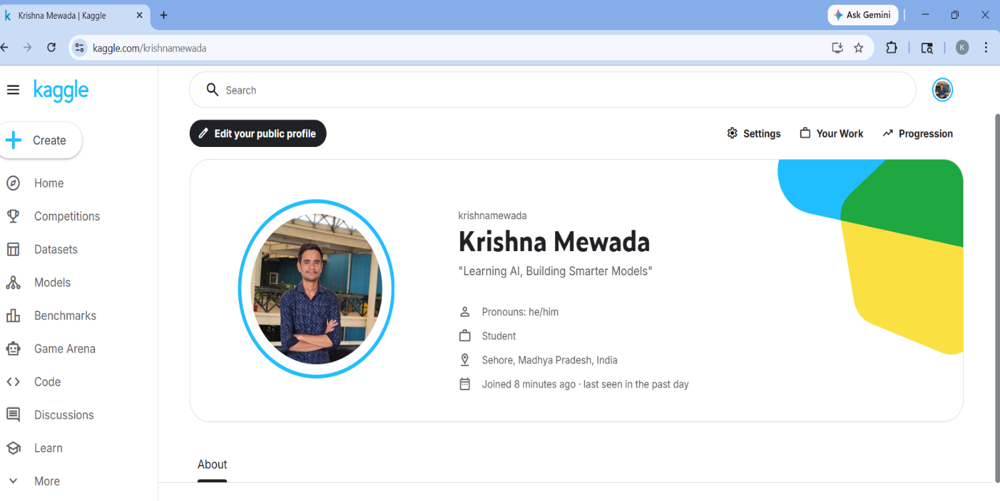 Krishna Mewada | Kaggle
Ask Gemini
kaggle.com/krishnamewada
K
kaggle
Search
Create
Edit your public profile
Settings
Your Work
Progression
Home
Competitions
Datasets
Models
Benchmarks
Game Arena
Code
Discussions
Learn
More
krishnamewada
Krishna Mewada
"Learning AI, Building Smarter Models"
Pronouns: he/him
Student
Sehore, Madhya Pradesh, India
Joined 8 minutes ago · last seen in the past day
About